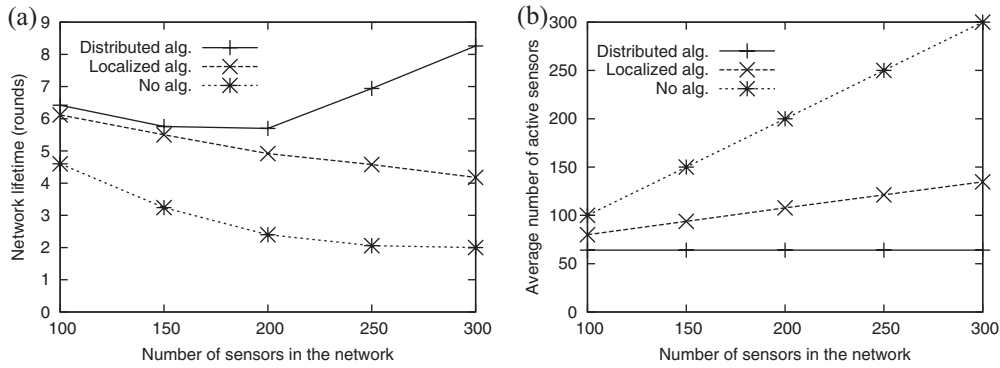 (a)
Network lifetime (rounds)
9
8
7
6
5
4
3
2
1
0
Distributed alg.
Localized alg.
No alg.
100 150 200 250 300
Number of sensors in the network
(b)
Average number of active sensors
300
250
200
150
100
50
0
Distributed alg.
Localized alg.
No alg.
100 150 200 250 300
Number of sensors in the network